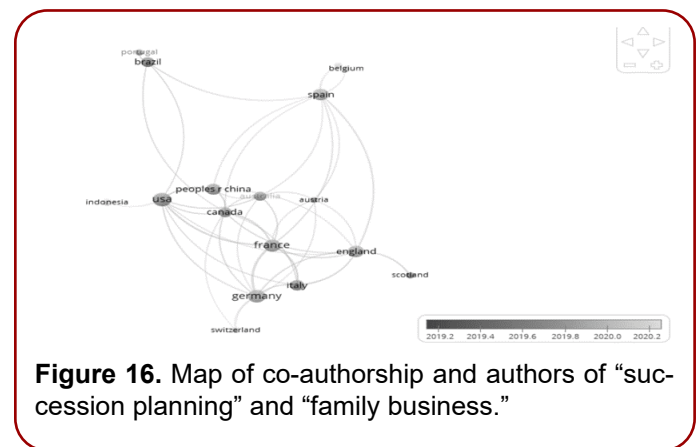 portugal
brazil
belgium
spain
peoples r china
indonesia
usa
australia
austria
canada
france
england
scotland
italy
germany
switzerland
2019.2 2019.4 2019.6 2019.8 2020.0 2020.2
Figure 16. Map of co-authorship and authors of “suc-
cession planning” and “family business.”